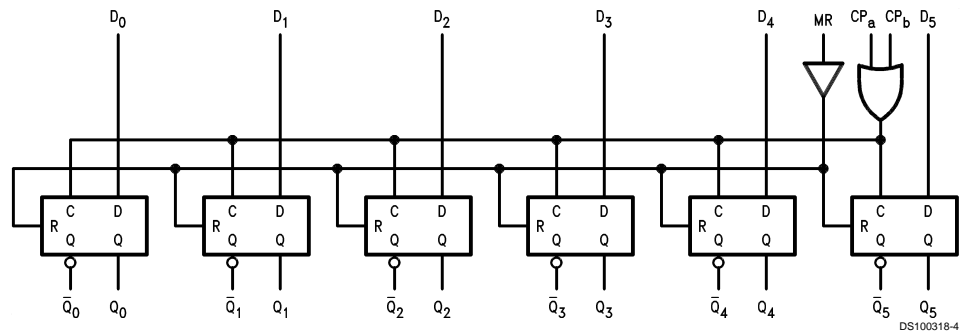 D₀ D₁ D₂ D₃ D₄ MR CPₐ CP_b D₅
C D C D C D C D C D C D
R R R R R R
Q Q Q Q Q Q Q Q Q Q Q Q
Q̅₀ Q₀ Q̅₁ Q₁ Q̅₂ Q₂ Q̅₃ Q₃ Q̅₄ Q₄ Q̅₅ Q₅
DS100318-4